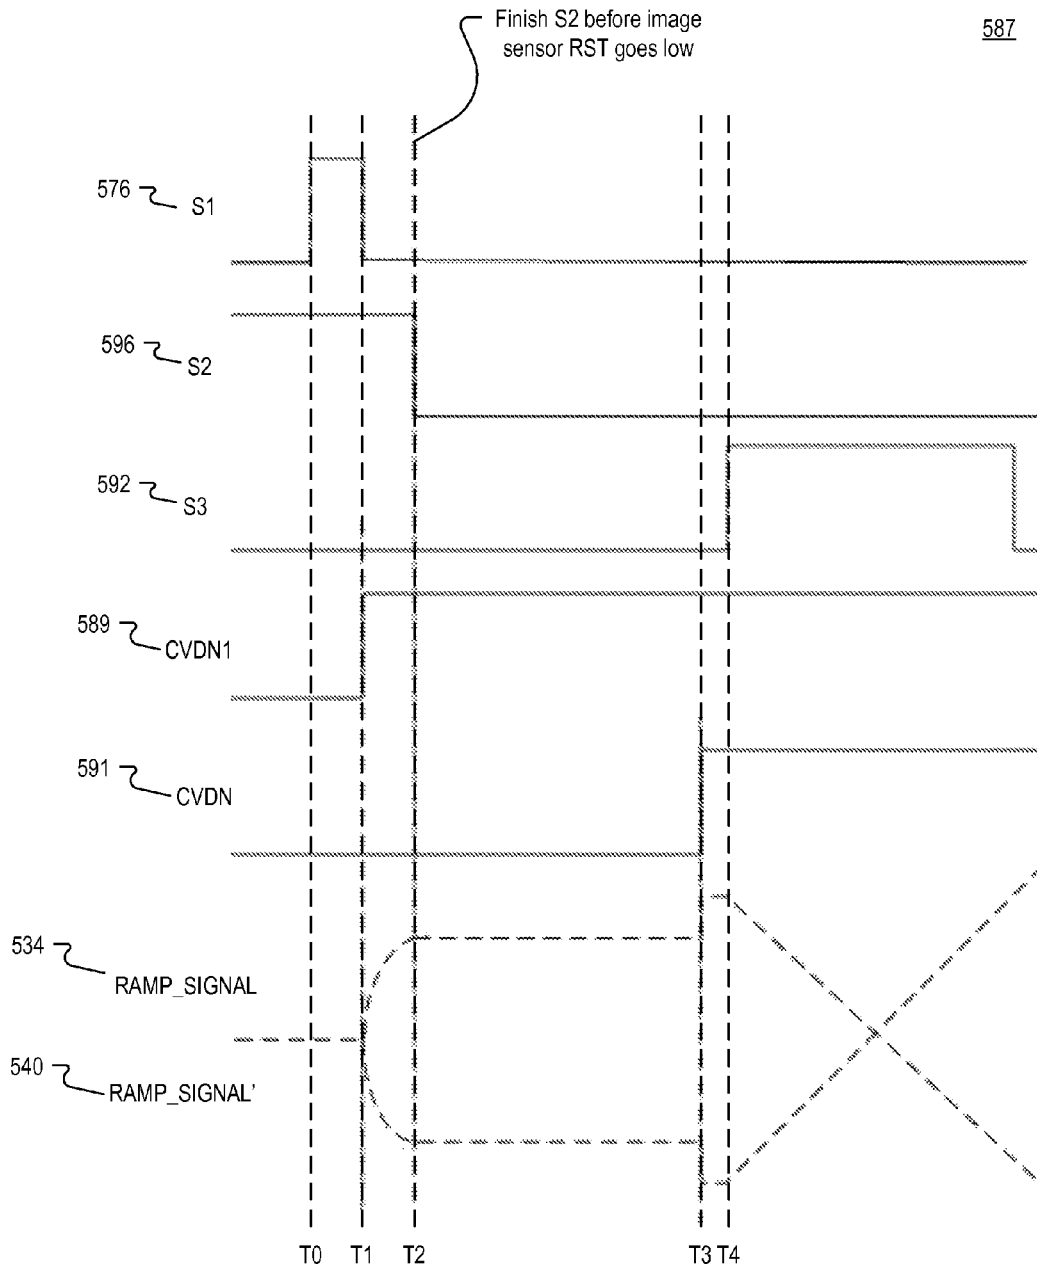 Finish S2 before image
sensor RST goes low
587
576
S1
596
S2
592
S3
589
CVDN1
591
CVDN
534
RAMP_SIGNAL
540
RAMP_SIGNAL'
T0 T1 T2 T3 T4